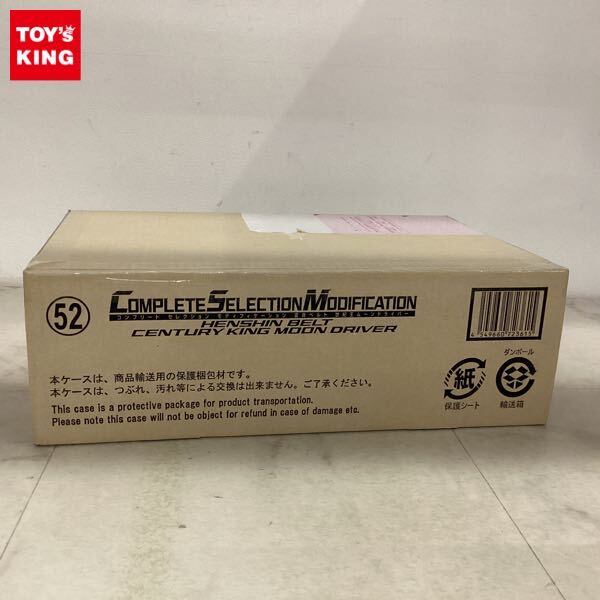 TOY's
KING
52
COMPLETE SELECTION MODIFICATION
コンプリート セレクション モディフィケーション 変身ベルト 世紀王ムーンドライバー
HENSHIN BELT
CENTURY KING MOON DRIVER
本ケースは、商品輸送用の保護梱包材です。
本ケースは、つぶれ、汚れ等による交換は出来ません。ご了承ください。
This case is a protective package for product transportation.
Please note this case will not be object for refund in case of damage etc.
4 549660 723615
紙
保護シート
ダンボール
輸送箱